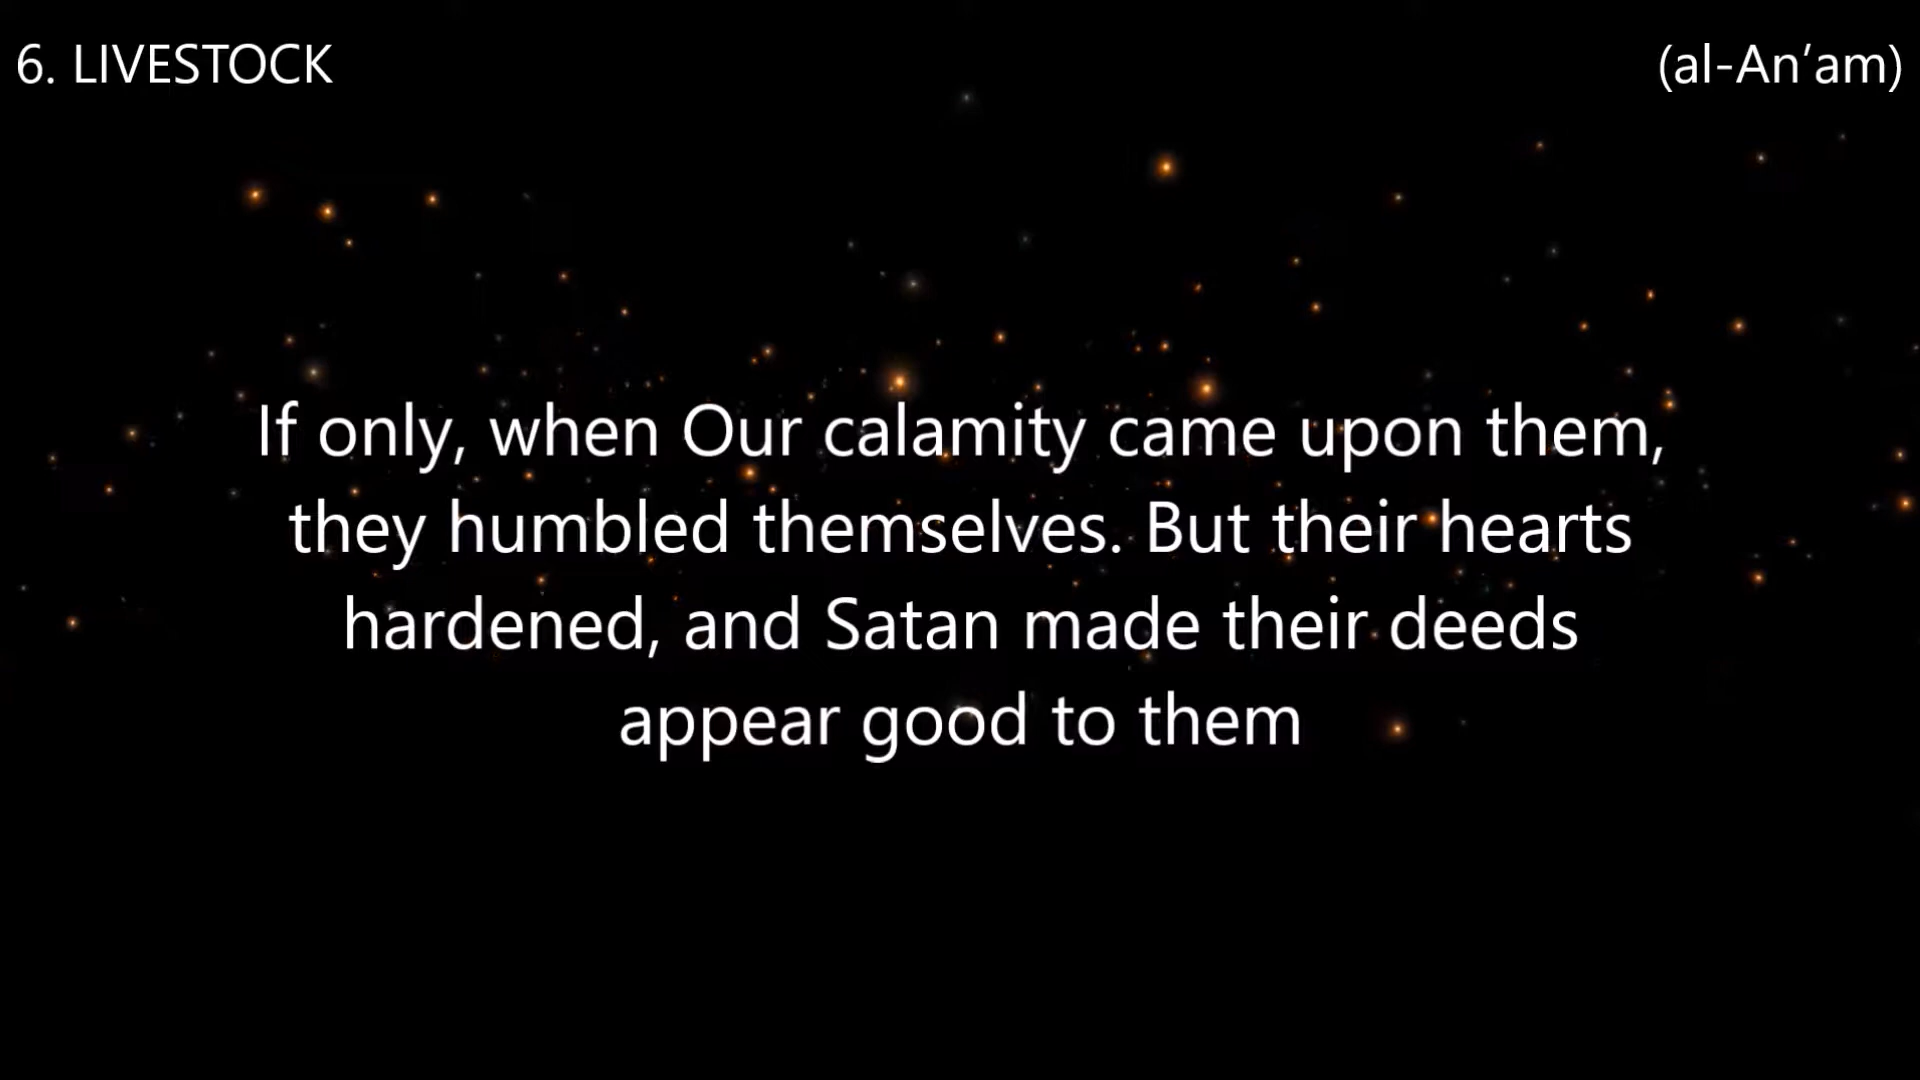 6. LIVESTOCK
(al-An’am)
If only, when Our calamity came upon them,
they humbled themselves. But their hearts
hardened, and Satan made their deeds
appear good to them